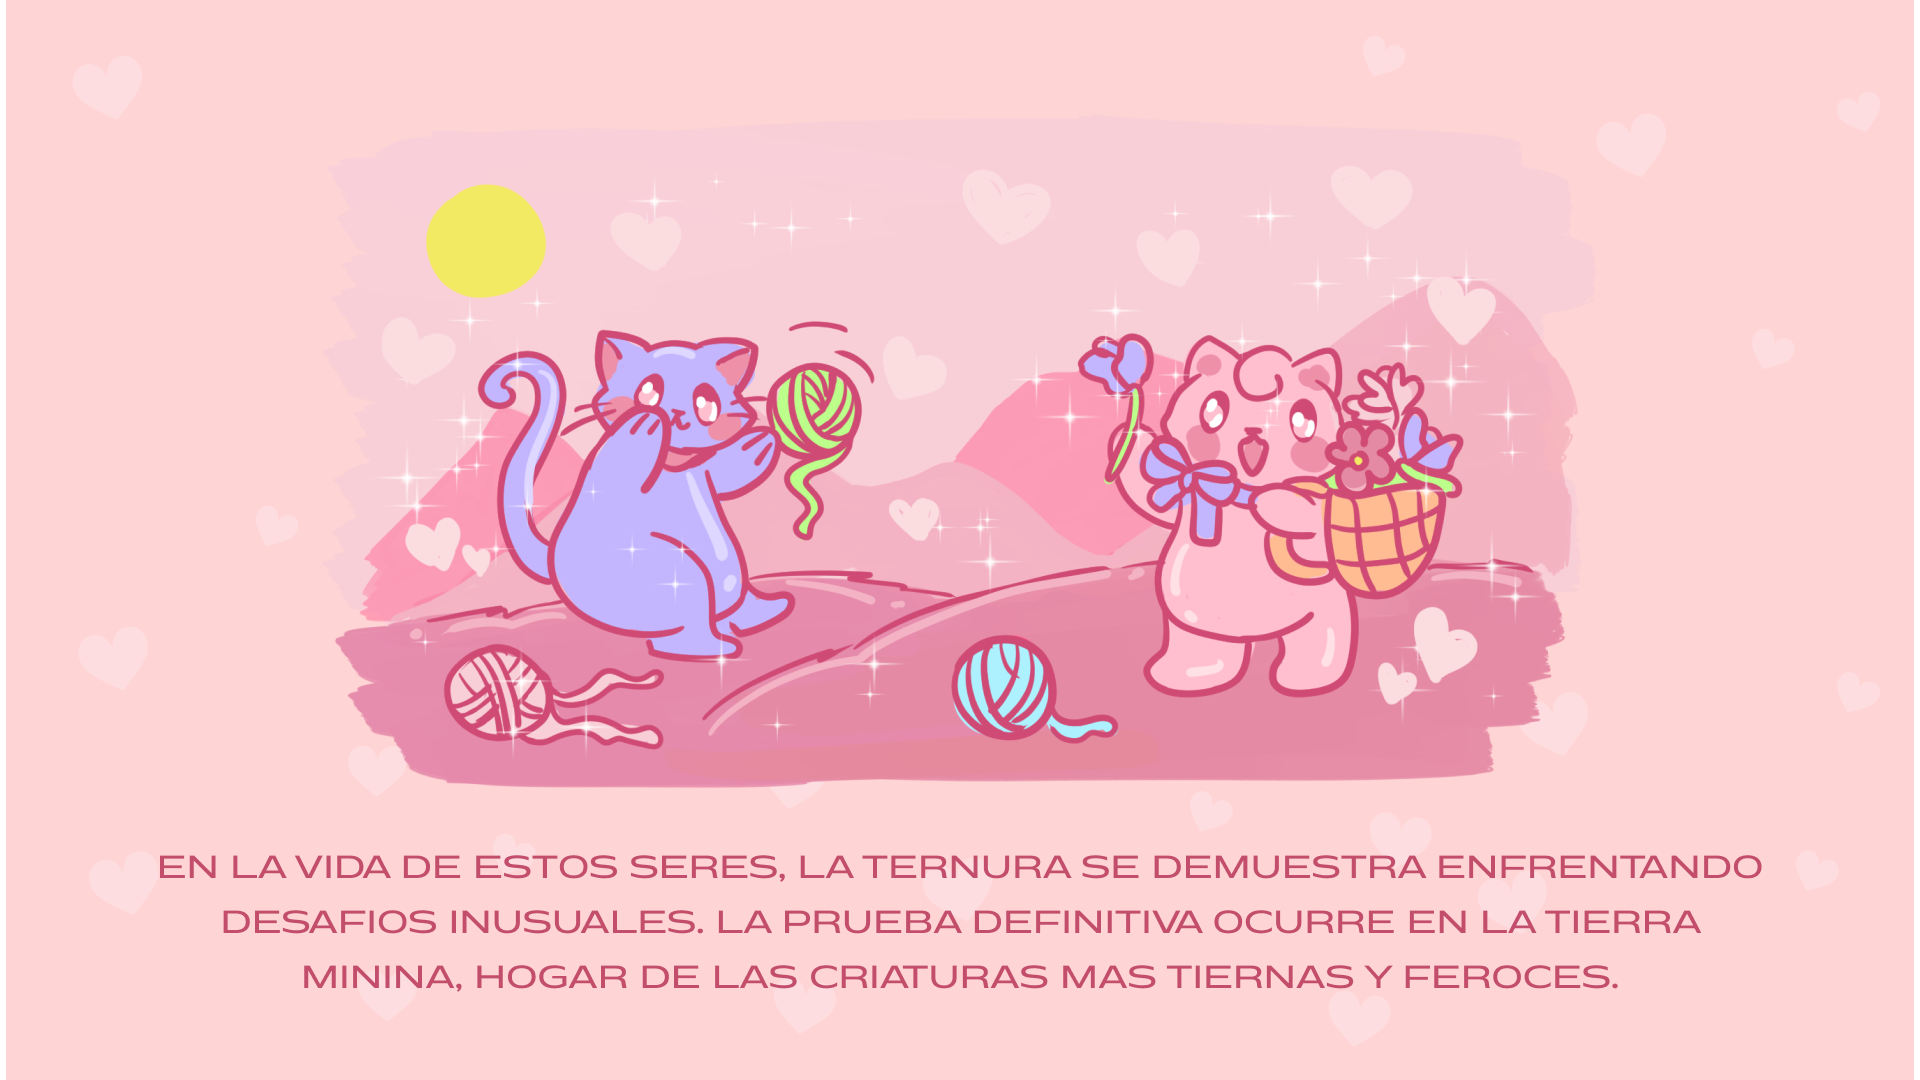 EN LA VIDA DE ESTOS SERES, LA TERNURA SE DEMUESTRA ENFRENTANDO
DESAFIOS INUSUALES. LA PRUEBA DEFINITIVA OCURRE EN LA TIERRA
MININA, HOGAR DE LAS CRIATURAS MAS TIERNAS Y FEROCES.